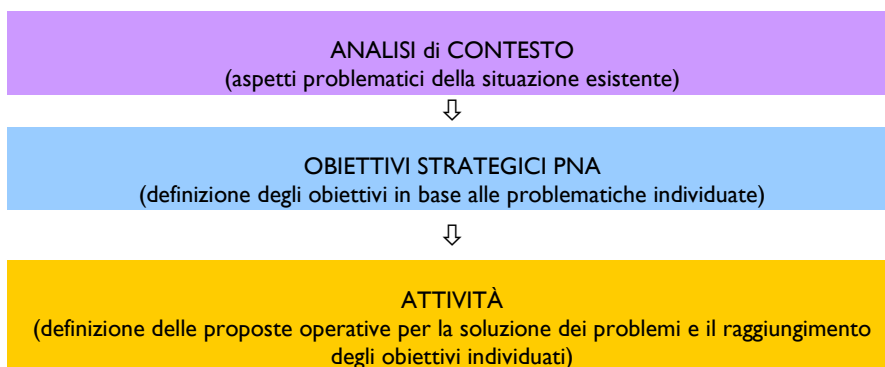 ANALISI di CONTESTO
(aspetti problematici della situazione esistente)
⇩
OBIETTIVI STRATEGICI PNA
(definizione degli obiettivi in base alle problematiche individuate)
⇩
ATTIVITÀ
(definizione delle proposte operative per la soluzione dei problemi e il raggiungimento
degli obiettivi individuati)